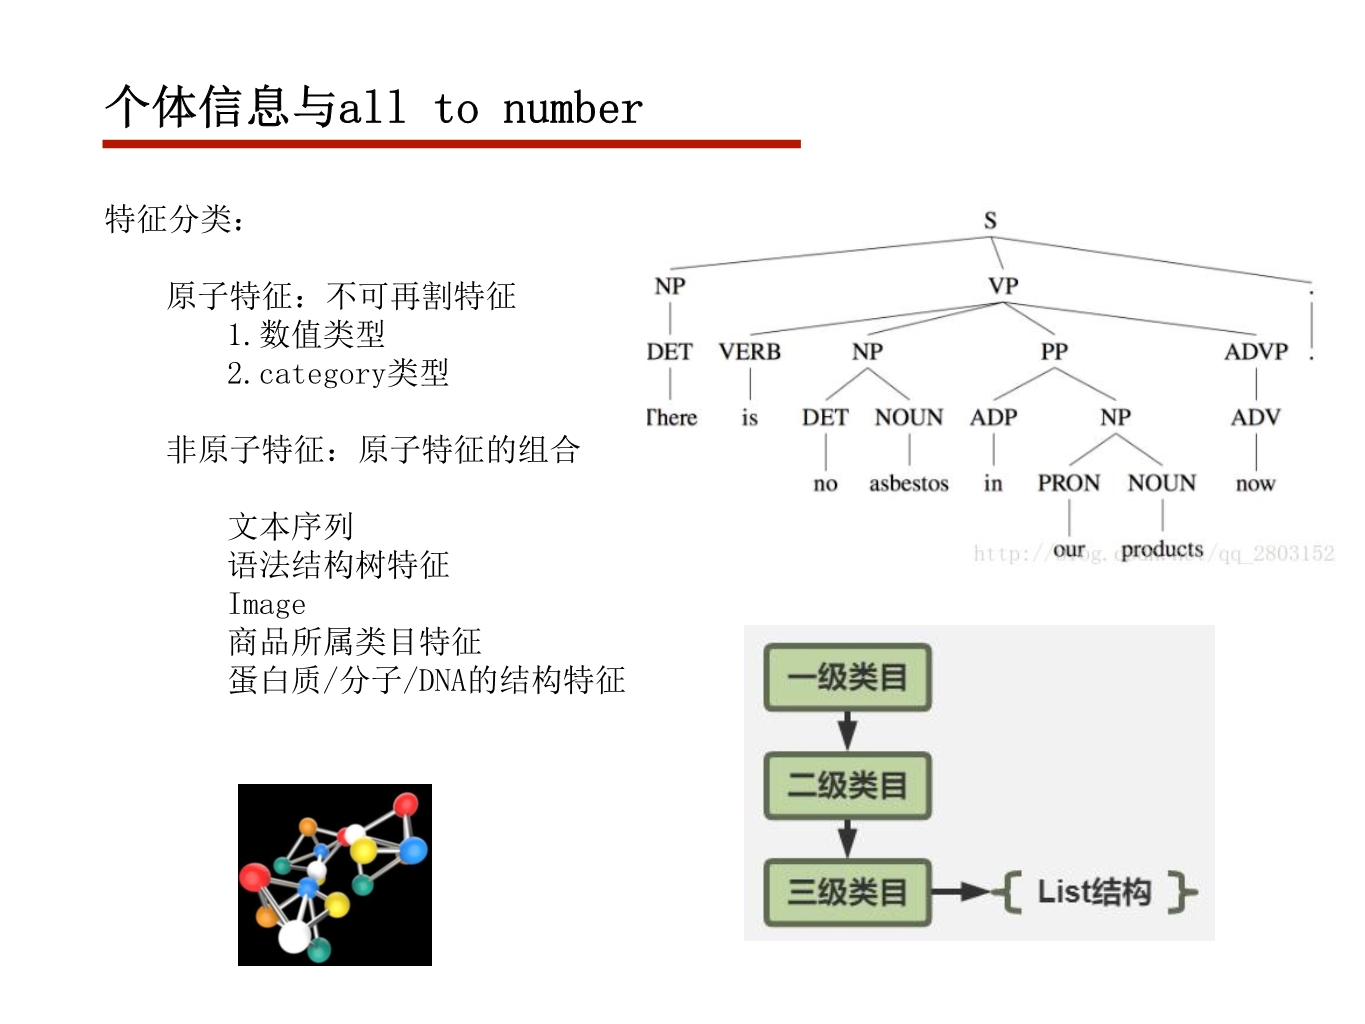 个体信息与all to number
特征分类：
原子特征：不可再割特征
1.数值类型
2.category类型
非原子特征：原子特征的组合
文本序列
语法结构树特征
Image
商品所属类目特征
蛋白质/分子/DNA的结构特征
S
NP VP .
DET VERB NP PP ADVP .
There is DET NOUN ADP NP ADV
no asbestos in PRON NOUN now
our products
http://blog.csdn.net/qq_2803152
一级类目
二级类目
三级类目 { List结构 }